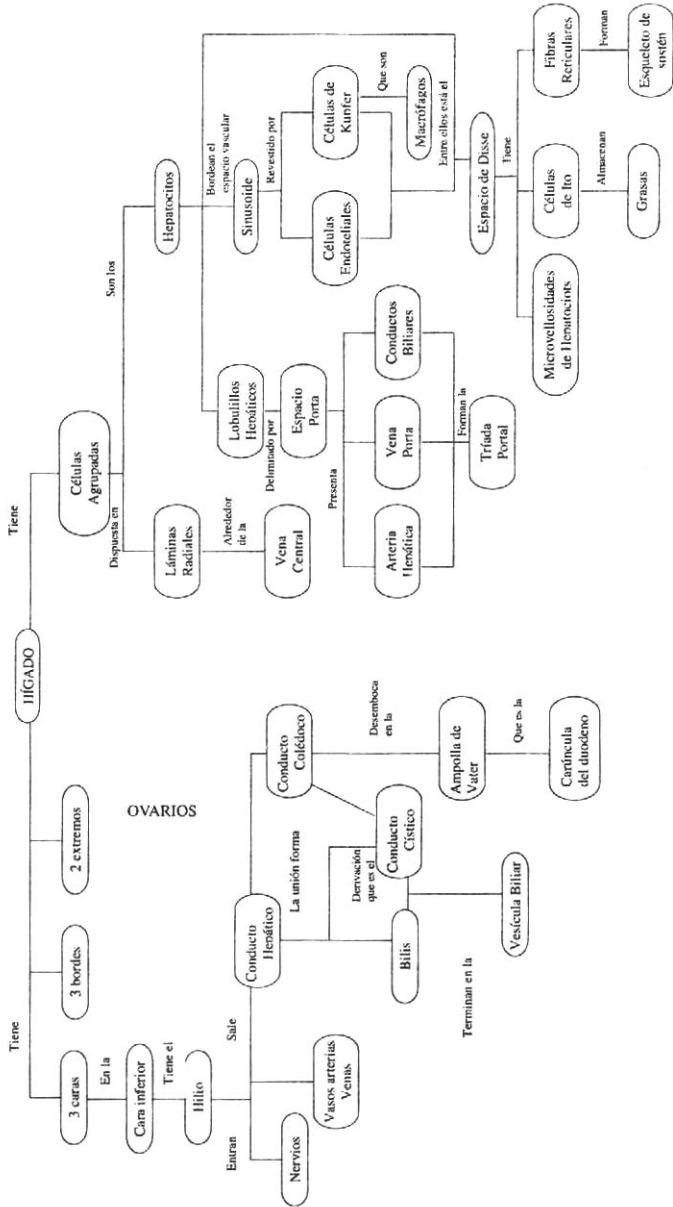 HÍGADO
Tiene
Tiene
3 caras
3 bordes
2 extremos
En la
Cara inferior
Tiene el
Hilio
Entran
Sale
Nervios
Vasos arterias
Venas
OVARIOS
Conducto
Henático
La unión forma
Derivación
que es el
Bilis
Conducto
Cístico
Conducto
Colédoco
Terminan en la
Vesícula Biliar
Desemboca
en la
Ampolla de
Vater
Que es la
Carúncula
del duodeno
Células
Agrupadas
Dispuesta en
Son los
Láminas
Radiales
Alrededor
de la
Vena
Central
Hepatocitos
Bordean el
espacio vascular
Lobulillos
Henáticos
Delimitado por
Espacio
Porta
Presenta
Arteria
Henática
Vena
Porta
Conductos
Biliares
Forman la
Tríada
Portal
Sinusoide
Revestido por
Células
Endoteliales
Células de
Kunfer
Que son
Macrófagos
Entre ellos está el
Espacio de Disse
Tiene
Microvellosidades
de Henatociots
Células
de Ito
Almacenan
Grasas
Fibras
Reticulares
Forman
Esqueleto de
sostén